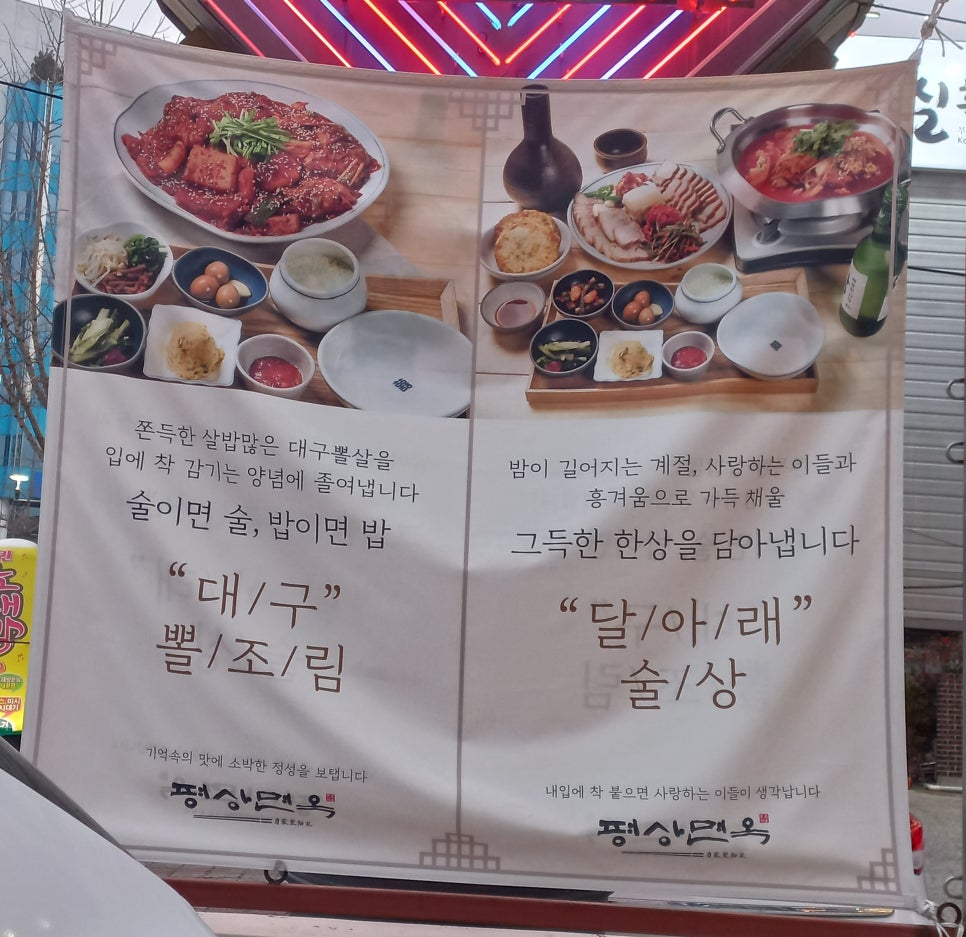 쫀득한 살밥많은 대구뽈살을
입에 착 감기는 양념에 졸여냅니다
술이면 술, 밥이면 밥
“대/구”
뽈/조/림
기억속의 맛에 소박한 정성을 보탭니다
평상면옥
밤이 길어지는 계절, 사랑하는 이들과
흥겨움으로 가득 채울
그득한 한상을 담아냅니다
“달/아/래”
술/상
내입에 착 붙으면 사랑하는 이들이 생각납니다
평상면옥
실